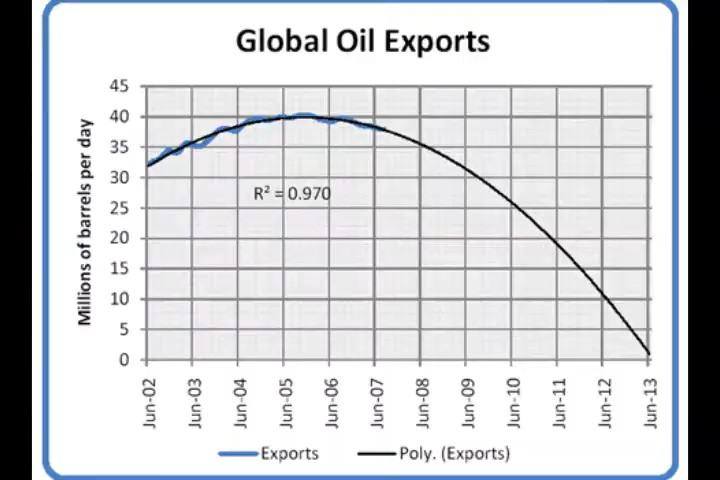 Global Oil Exports
Millions of barrels per day
45
40
35
30
25
20
15
10
5
0
R² = 0.970
Jun-02
Jun-03
Jun-04
Jun-05
Jun-06
Jun-07
Jun-08
Jun-09
Jun-10
Jun-11
Jun-12
Jun-13
Exports
Poly. (Exports)